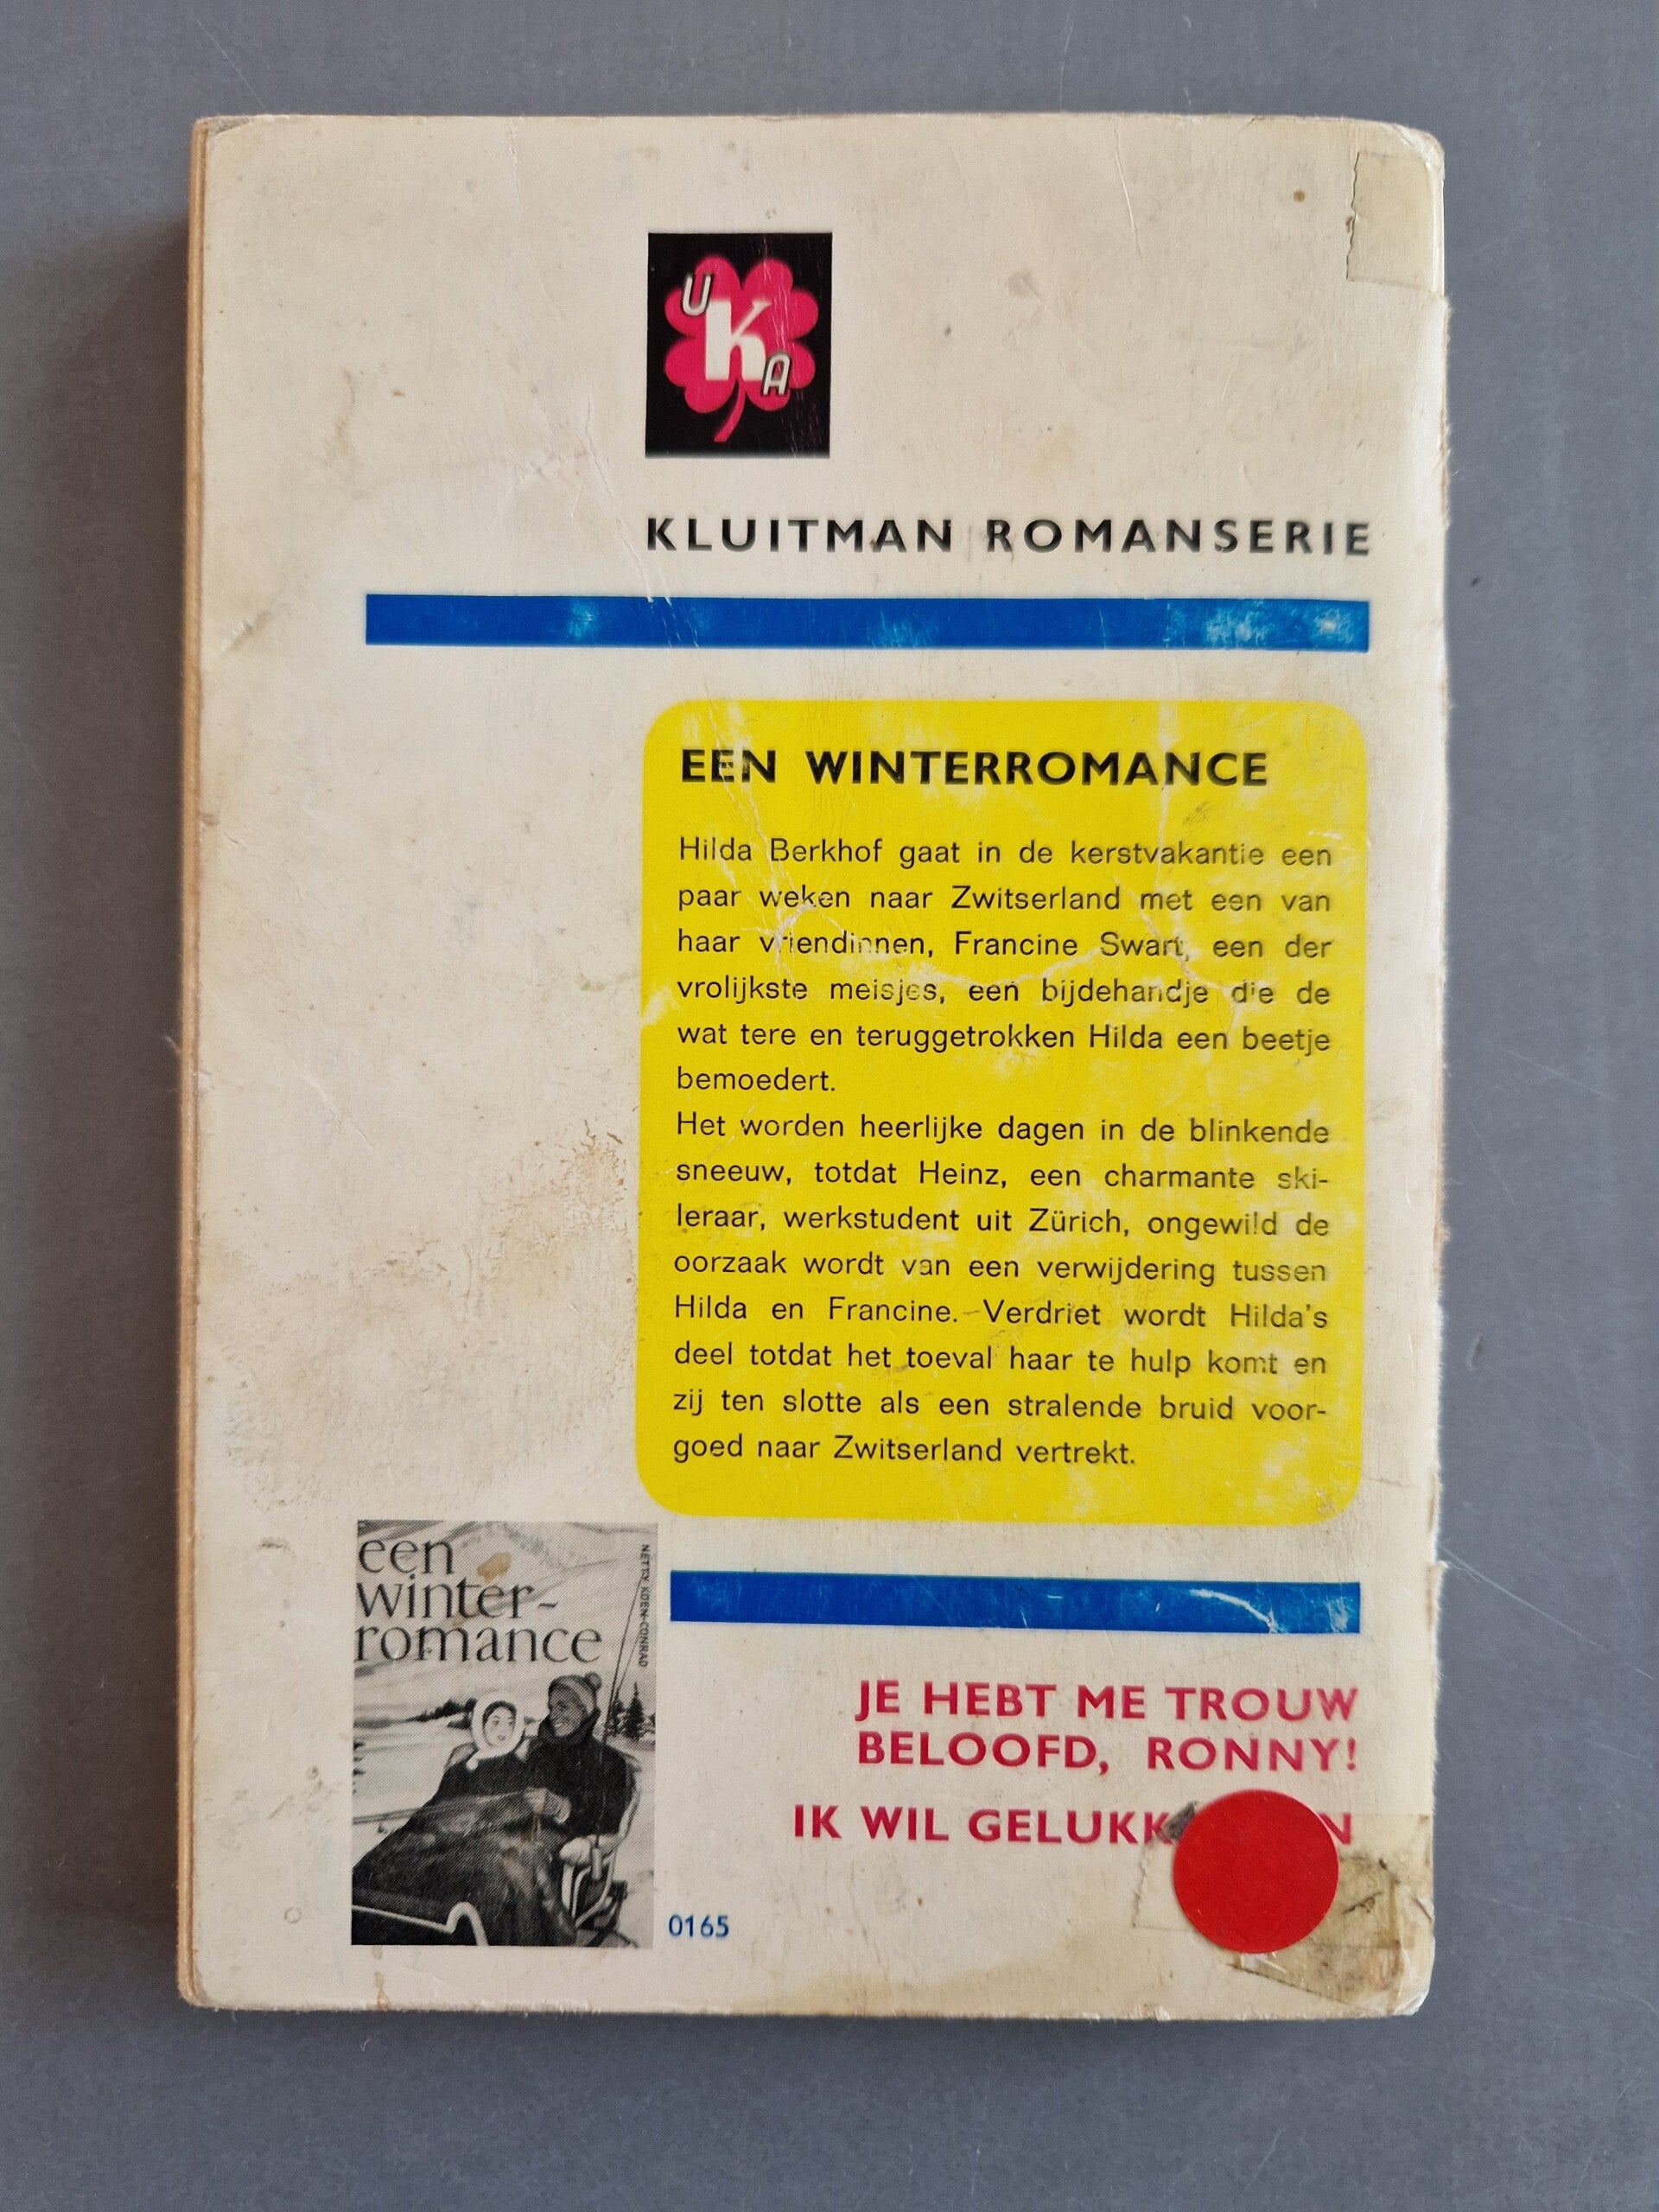 U
K
A
KLUITMAN ROMANSERIE
EEN WINTERROMANCE
Hilda Berkhof gaat in de kerstvakantie een
paar weken naar Zwitserland met een van
haar vriendinnen, Francine Swart, een der
vrolijkste meisjes, een bijdehandje die de
wat tere en teruggetrokken Hilda een beetje
bemoedert.
Het worden heerlijke dagen in de blinkende
sneeuw, totdat Heinz, een charmante ski-
leraar, werkstudent uit Zürich, ongewild de
oorzaak wordt van een verwijdering tussen
Hilda en Francine. Verdriet wordt Hilda's
deel totdat het toeval haar te hulp komt en
zij ten slotte als een stralende bruid voor-
goed naar Zwitserland vertrekt.
een
winter-
romance
NETTY KOEN-CONRAD
JE HEBT ME TROUW
BELOOFD, RONNY!
IK WIL
0165